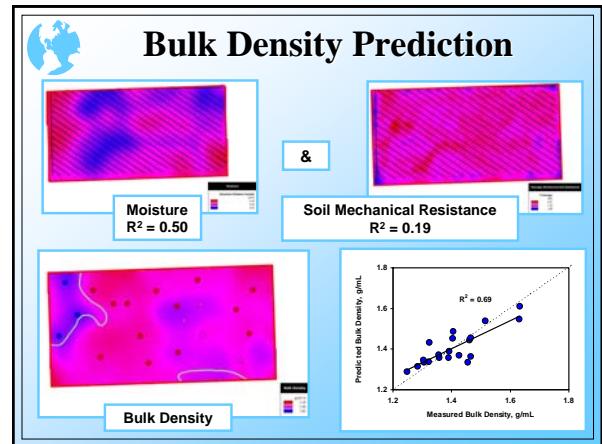 Bulk Density Prediction
&
Moisture
R² = 0.50
Soil Mechanical Resistance
R² = 0.19
Bulk Density
Predicted Bulk Density, g/mL
1.8
1.6
1.4
1.2
R² = 0.69
1.2 1.4 1.6 1.8
Measured Bulk Density, g/mL